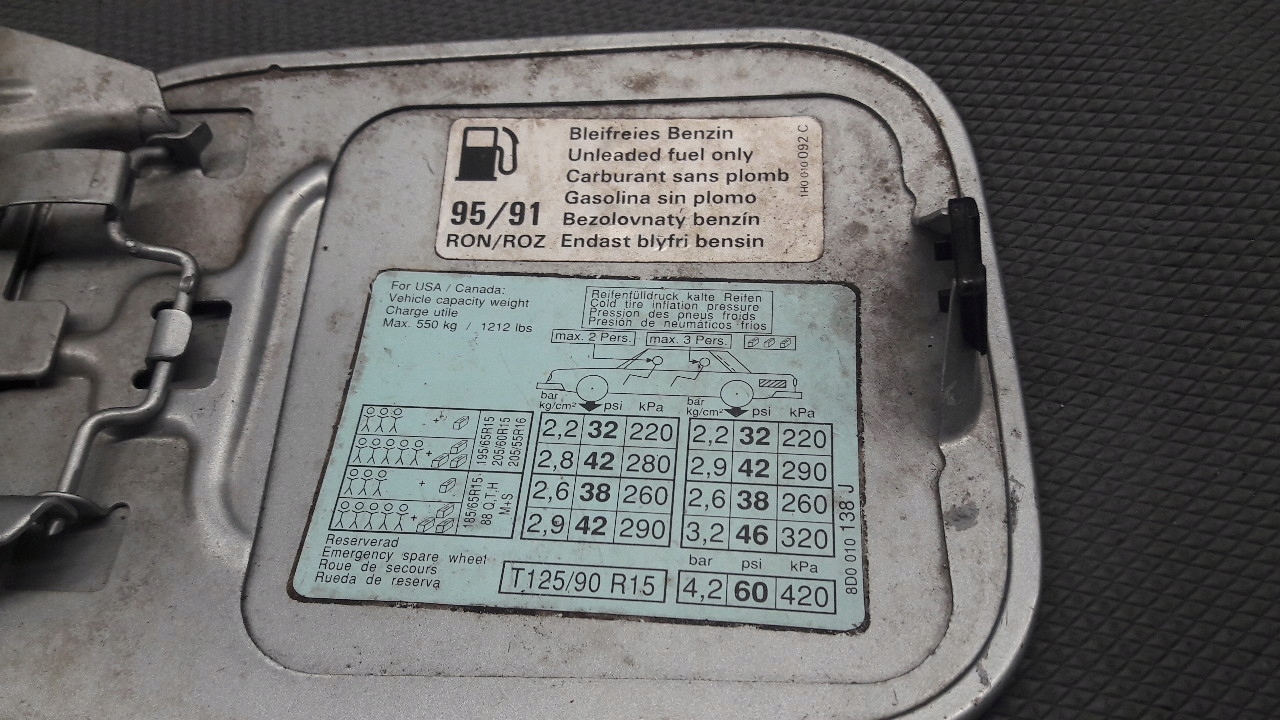 Bleifreies Benzin
Unleaded fuel only
Carburant sans plomb
Gasolina sin plomo
95/91 Bezolovnaty benzín
RON/ROZ Endast blyfri bensin
1H0 010 092 C
For USA / Canada:
Vehicle capacity weight
Charge utile
Max. 550 kg / 1212 lbs
Reifenfülldruck kalte Reifen
Cold tire inflation pressure
Pression des pneus froids
Presión de neumáticos frios
max. 2 Pers. max. 3 Pers.
bar psi kPa bar psi kPa
kg/cm² kg/cm²
195/65R15
205/60R15
205/55R16
2,2 32 220 2,2 32 220
2,8 42 280 2,9 42 290
185/65R15
88 Q.T.H
M+S
2,6 38 260 2,6 38 260
2,9 42 290 3,2 46 320
Reserverad
Emergency spare wheel
Roue de secours
Rueda de reserva
T125/90 R15
bar psi kPa
4,2 60 420
8D0 010 138 J